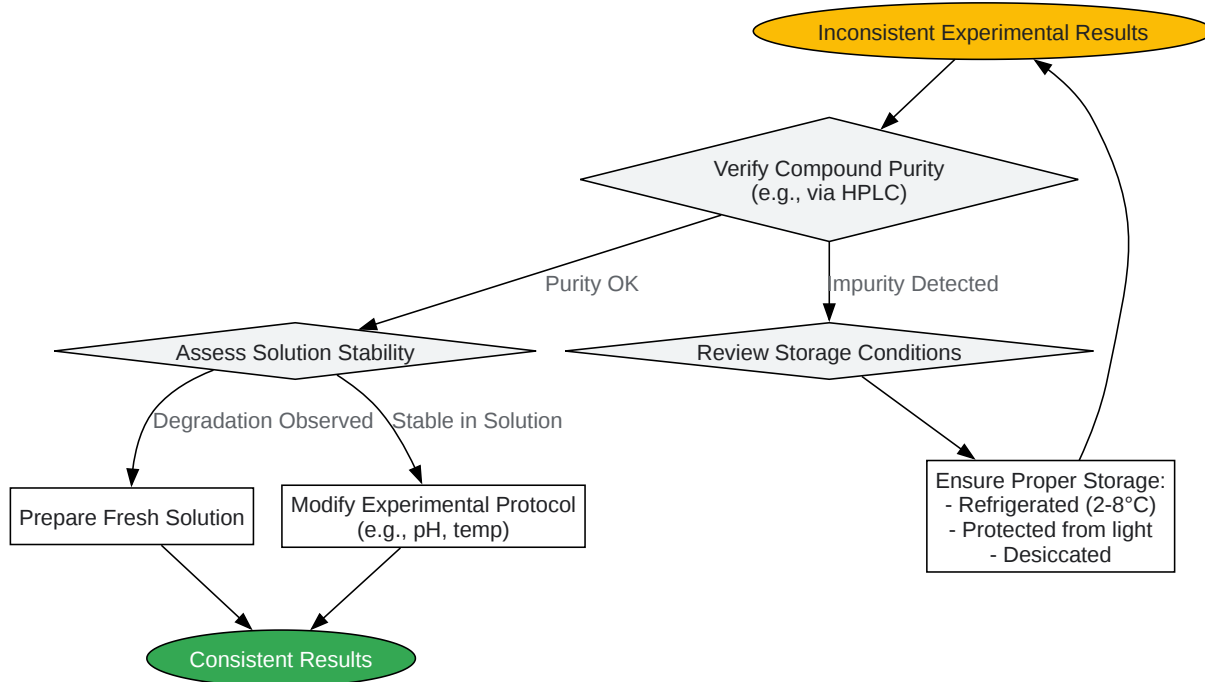 Inconsistent Experimental Results
Verify Compound Purity
(e.g., via HPLC)
Purity OK
Impurity Detected
Assess Solution Stability
Review Storage Conditions
Degradation Observed
Stable in Solution
Prepare Fresh Solution
Modify Experimental Protocol
(e.g., pH, temp)
Ensure Proper Storage:
- Refrigerated (2-8°C)
- Protected from light
- Desiccated
Consistent Results